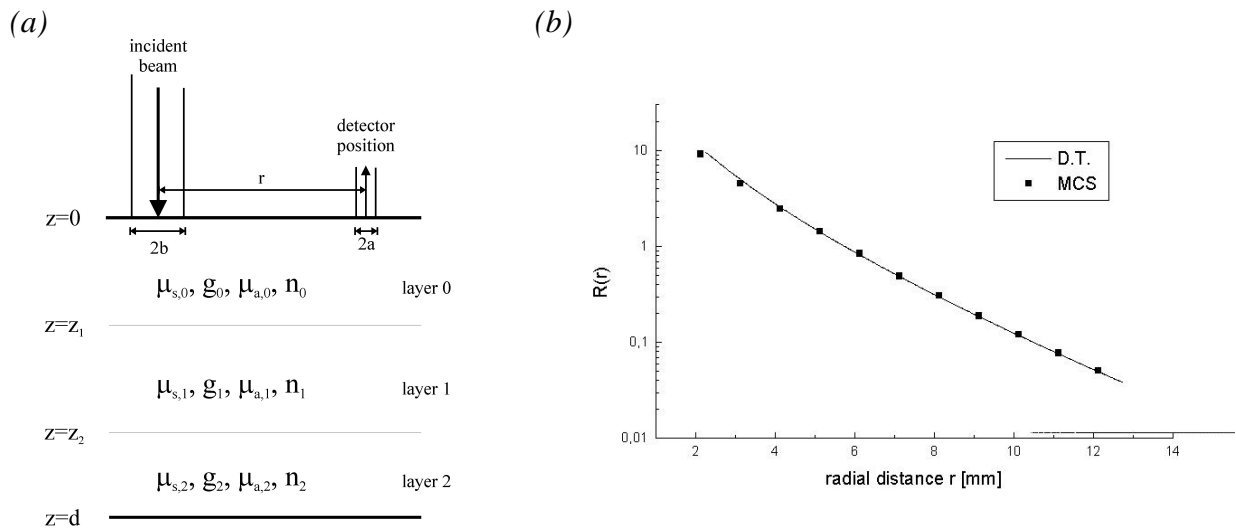 (a)
incident
beam
detector
position
r
z=0
2b
2a
μs,0, g0, μa,0, n0
layer 0
z=z1
μs,1, g1, μa,1, n1
layer 1
z=z2
μs,2, g2, μa,2, n2
layer 2
z=d
(b)
10
1
0,1
0,01
R(r)
D.T.
MCS
2 4 6 8 10 12 14
radial distance r [mm]